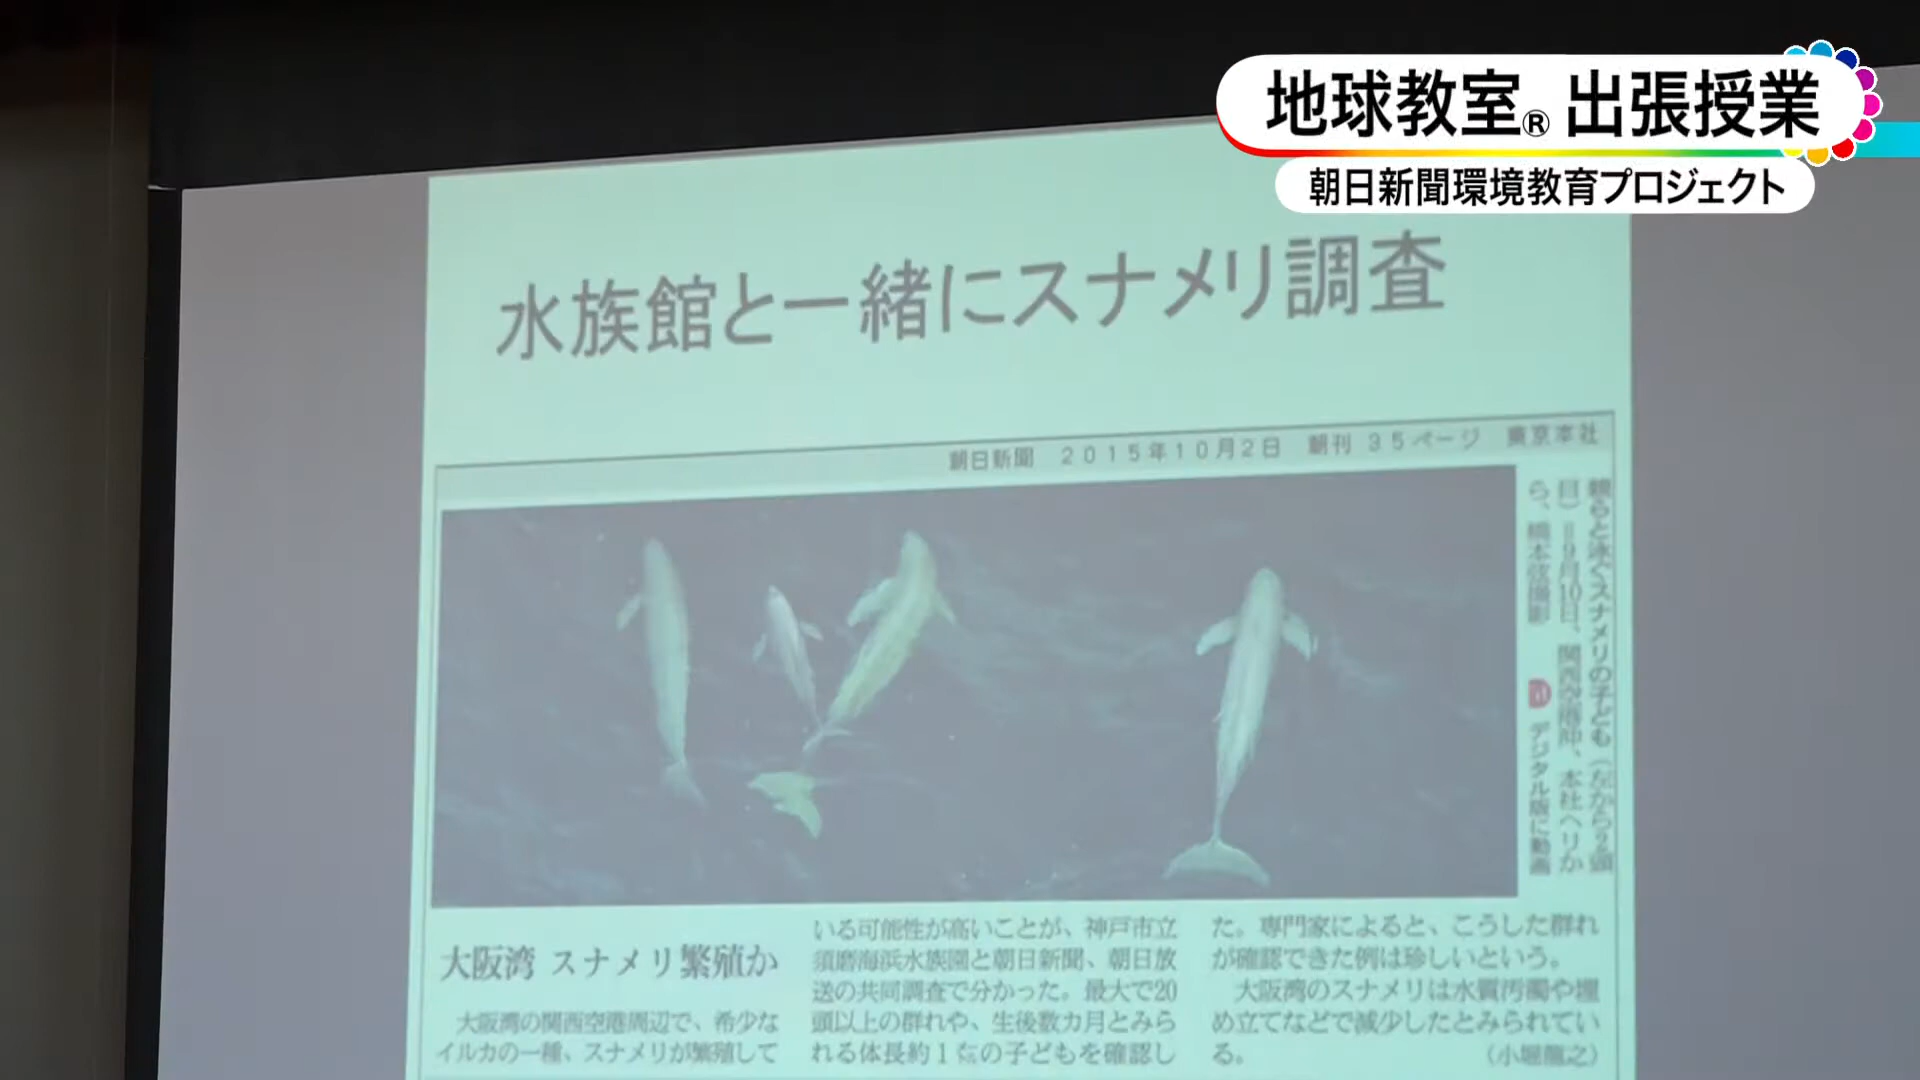 地球教室® 出張授業
朝日新聞環境教育プロジェクト
水族館と一緒にスナメリ調査
朝日新聞 2015年10月2日 朝刊 35ページ 東京本社
親らと泳ぐスナメリの子ども(左から2頭
目)=9月10日、関西空港沖、本社ヘリか
ら、橋本弦撮影
デジタル版に動画
大阪湾 スナメリ繁殖か
大阪湾の関西空港周辺で、希少な
イルカの一種、スナメリが繁殖して
いる可能性が高いことが、神戸市立
須磨海浜水族園と朝日新聞、朝日放
送の共同調査で分かった。最大で20
頭以上の群れや、生後数カ月とみら
れる体長約1㍍の子どもを確認し
た。専門家によると、こうした群れ
が確認できた例は珍しいという。
大阪湾のスナメリは水質汚濁や埋
め立てなどで減少したとみられてい
る。
(小堀龍之)